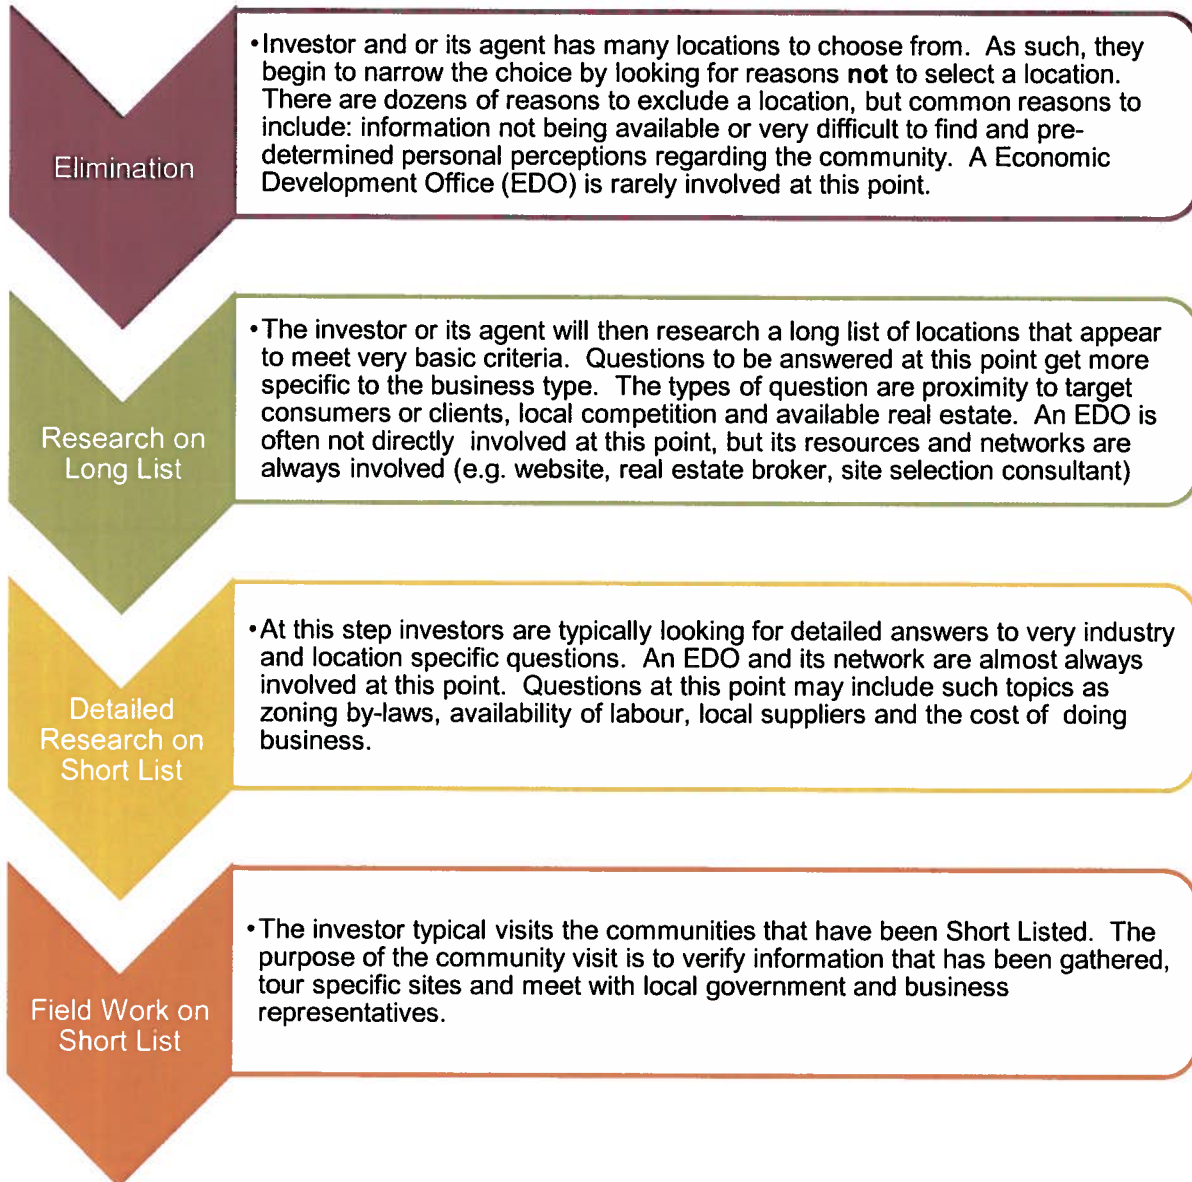 Elimination
•Investor and or its agent has many locations to choose from. As such, they
begin to narrow the choice by looking for reasons not to select a location.
There are dozens of reasons to exclude a location, but common reasons to
include: information not being available or very difficult to find and pre-
determined personal perceptions regarding the community. A Economic
Development Office (EDO) is rarely involved at this point.
Research on
Long List
•The investor or its agent will then research a long list of locations that appear
to meet very basic criteria. Questions to be answered at this point get more
specific to the business type. The types of question are proximity to target
consumers or clients, local competition and available real estate. An EDO is
often not directly involved at this point, but its resources and networks are
always involved (e.g. website, real estate broker, site selection consultant)
Detailed
Research on
Short List
•At this step investors are typically looking for detailed answers to very industry
and location specific questions. An EDO and its network are almost always
involved at this point. Questions at this point may include such topics as
zoning by-laws, availability of labour, local suppliers and the cost of doing
business.
Field Work on
Short List
•The investor typical visits the communities that have been Short Listed. The
purpose of the community visit is to verify information that has been gathered,
tour specific sites and meet with local government and business
representatives.